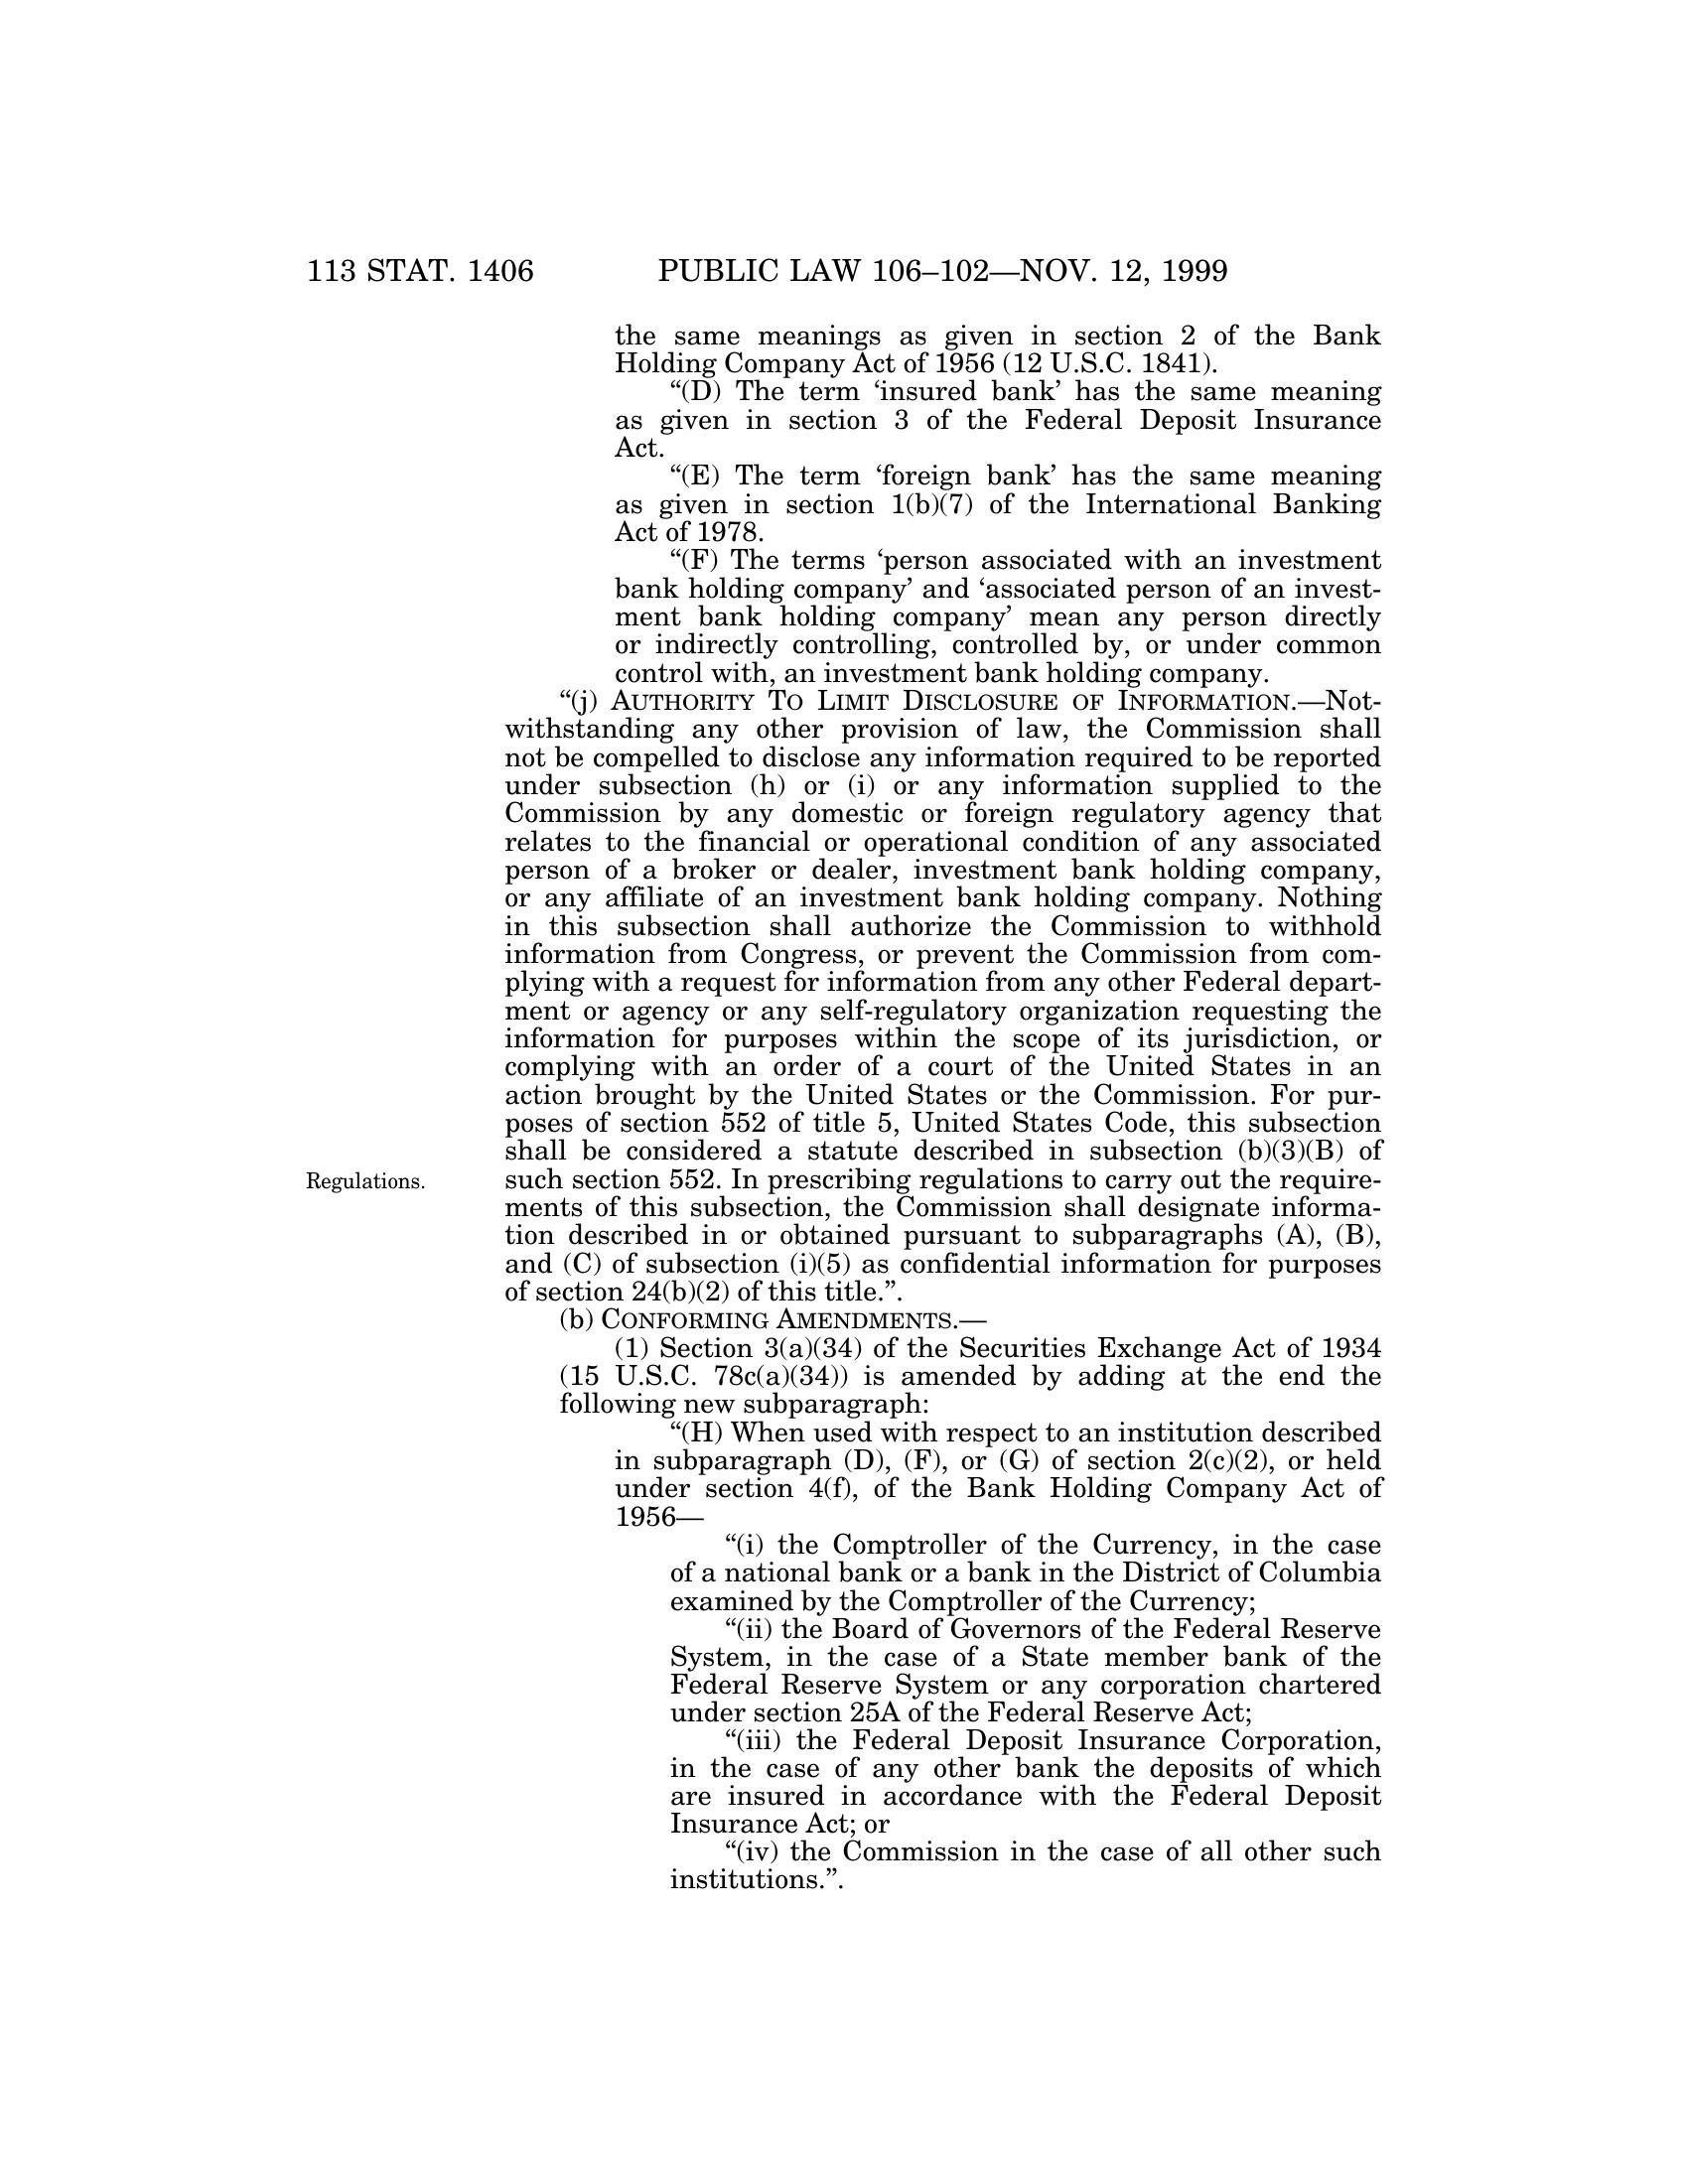 113 STAT. 1406 PUBLIC LAW 106–102—NOV. 12, 1999
the same meanings as given in section 2 of the Bank
Holding Company Act of 1956 (12 U.S.C. 1841).
“(D) The term ‘insured bank’ has the same meaning
as given in section 3 of the Federal Deposit Insurance
Act.
“(E) The term ‘foreign bank’ has the same meaning
as given in section 1(b)(7) of the International Banking
Act of 1978.
“(F) The terms ‘person associated with an investment
bank holding company’ and ‘associated person of an invest-
ment bank holding company’ mean any person directly
or indirectly controlling, controlled by, or under common
control with, an investment bank holding company.
“(j) AUTHORITY TO LIMIT DISCLOSURE OF INFORMATION.—Not-
withstanding any other provision of law, the Commission shall
not be compelled to disclose any information required to be reported
under subsection (h) or (i) or any information supplied to the
Commission by any domestic or foreign regulatory agency that
relates to the financial or operational condition of any associated
person of a broker or dealer, investment bank holding company,
or any affiliate of an investment bank holding company. Nothing
in this subsection shall authorize the Commission to withhold
information from Congress, or prevent the Commission from com-
plying with a request for information from any other Federal depart-
ment or agency or any self-regulatory organization requesting the
information for purposes within the scope of its jurisdiction, or
complying with an order of a court of the United States in an
action brought by the United States or the Commission. For pur-
poses of section 552 of title 5, United States Code, this subsection
shall be considered a statute described in subsection (b)(3)(B) of
Regulations.
such section 552. In prescribing regulations to carry out the require-
ments of this subsection, the Commission shall designate informa-
tion described in or obtained pursuant to subparagraphs (A), (B),
and (C) of subsection (i)(5) as confidential information for purposes
of section 24(b)(2) of this title.”.
(b) CONFORMING AMENDMENTS.—
(1) Section 3(a)(34) of the Securities Exchange Act of 1934
(15 U.S.C. 78c(a)(34)) is amended by adding at the end the
following new subparagraph:
“(H) When used with respect to an institution described
in subparagraph (D), (F), or (G) of section 2(c)(2), or held
under section 4(f), of the Bank Holding Company Act of
1956—
“(i) the Comptroller of the Currency, in the case
of a national bank or a bank in the District of Columbia
examined by the Comptroller of the Currency;
“(ii) the Board of Governors of the Federal Reserve
System, in the case of a State member bank of the
Federal Reserve System or any corporation chartered
under section 25A of the Federal Reserve Act;
“(iii) the Federal Deposit Insurance Corporation,
in the case of any other bank the deposits of which
are insured in accordance with the Federal Deposit
Insurance Act; or
“(iv) the Commission in the case of all other such
institutions.”.